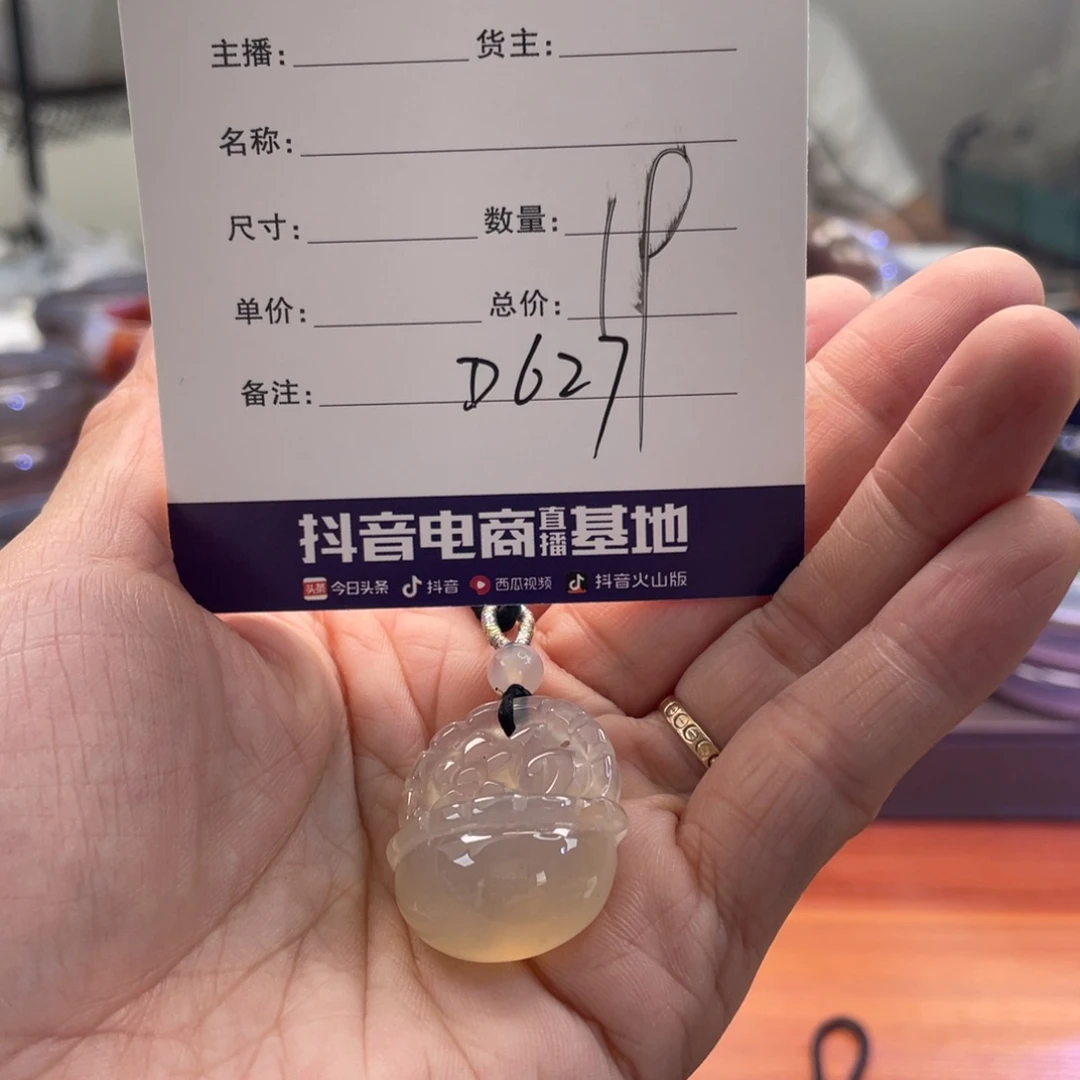 主播： 货主：
名称：
尺寸： 数量：
单价： 总价：
备注： D627
抖音电商直播基地
头条 今日头条 抖音 西瓜视频 抖音火山版